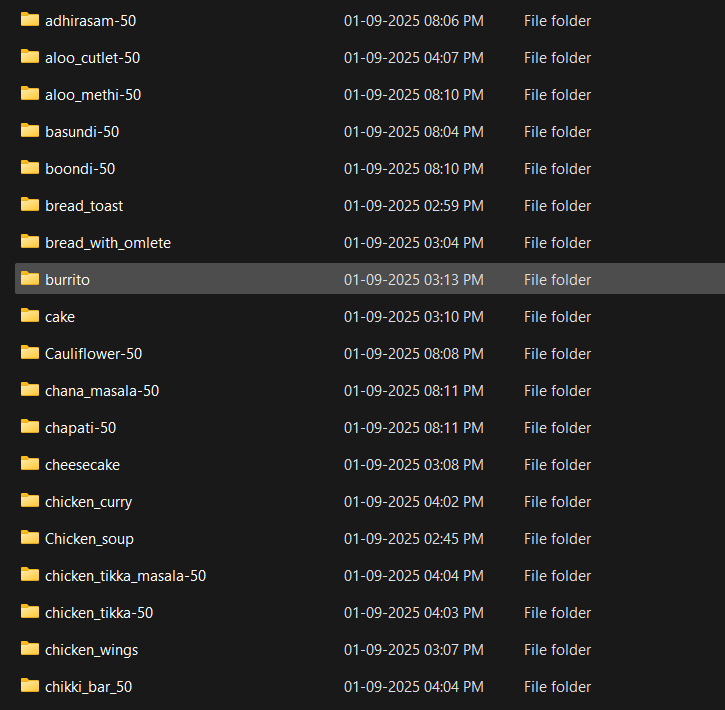 adhirasam-50 01-09-2025 08:06 PM File folder
aloo_cutlet-50 01-09-2025 04:07 PM File folder
aloo_methi-50 01-09-2025 08:10 PM File folder
basundi-50 01-09-2025 08:04 PM File folder
boondi-50 01-09-2025 08:10 PM File folder
bread_toast 01-09-2025 02:59 PM File folder
bread_with_omlete 01-09-2025 03:04 PM File folder
burrito 01-09-2025 03:13 PM File folder
cake 01-09-2025 03:10 PM File folder
Cauliflower-50 01-09-2025 08:08 PM File folder
chana_masala-50 01-09-2025 08:11 PM File folder
chapati-50 01-09-2025 08:11 PM File folder
cheesecake 01-09-2025 03:08 PM File folder
chicken_curry 01-09-2025 04:02 PM File folder
Chicken_soup 01-09-2025 02:45 PM File folder
chicken_tikka_masala-50 01-09-2025 04:04 PM File folder
chicken_tikka-50 01-09-2025 04:03 PM File folder
chicken_wings 01-09-2025 03:07 PM File folder
chikki_bar_50 01-09-2025 04:04 PM File folder